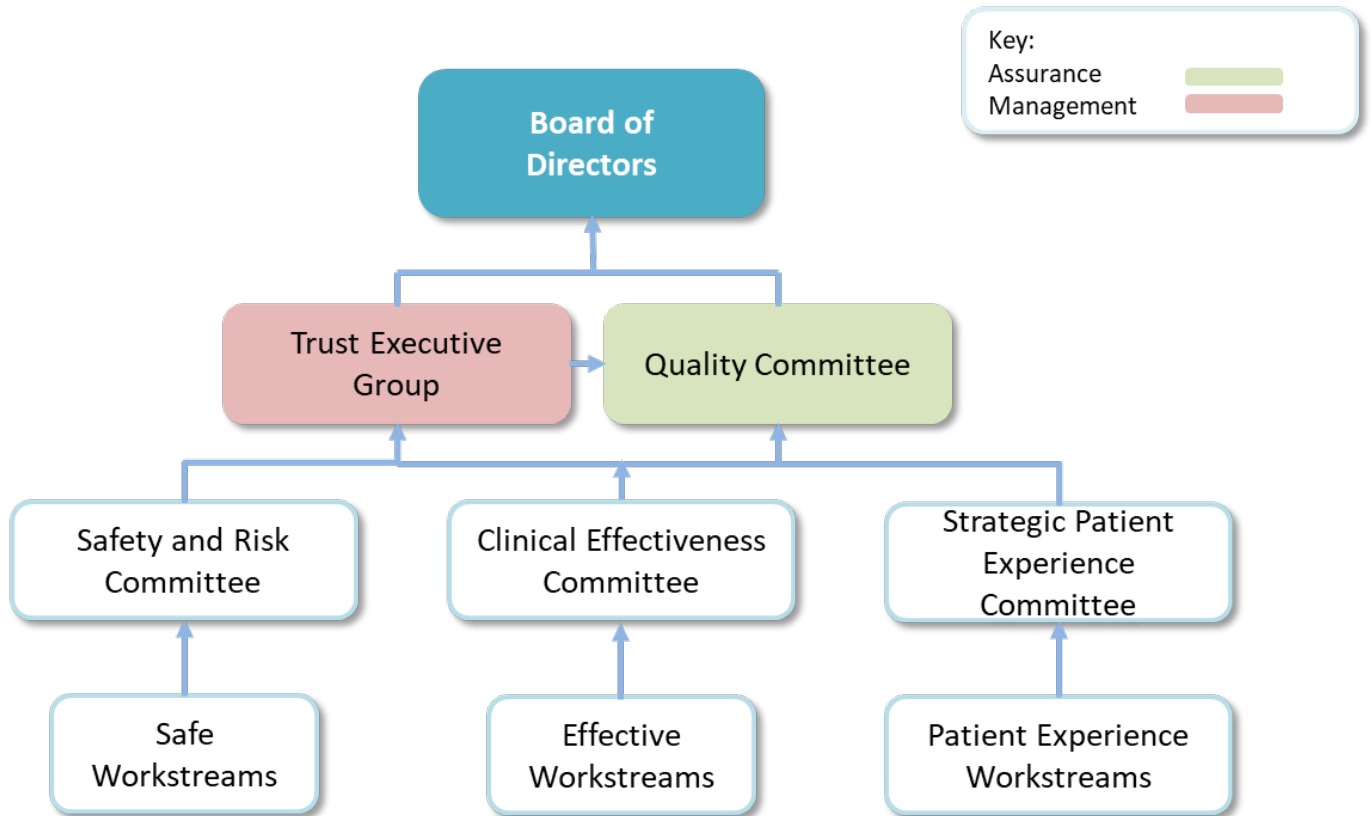 Key:
Assurance
Management
Board of
Directors
Trust Executive
Group
Quality Committee
Safety and Risk
Committee
Clinical Effectiveness
Committee
Strategic Patient
Experience
Committee
Safe
Workstreams
Effective
Workstreams
Patient Experience
Workstreams